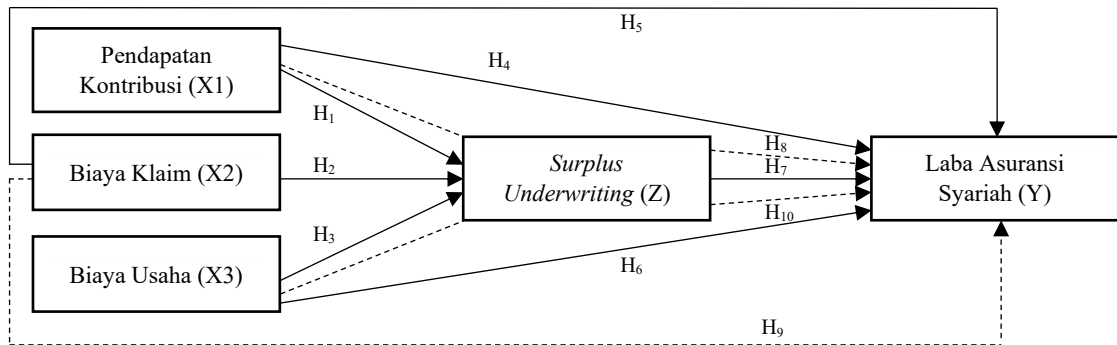 H5
Pendapatan
Kontribusi (X1)
H4
H1
Biaya Klaim (X2)
H2
Surplus
Underwriting (Z)
H8
H7
H10
Laba Asuransi
Syariah (Y)
H3
Biaya Usaha (X3)
H6
H9